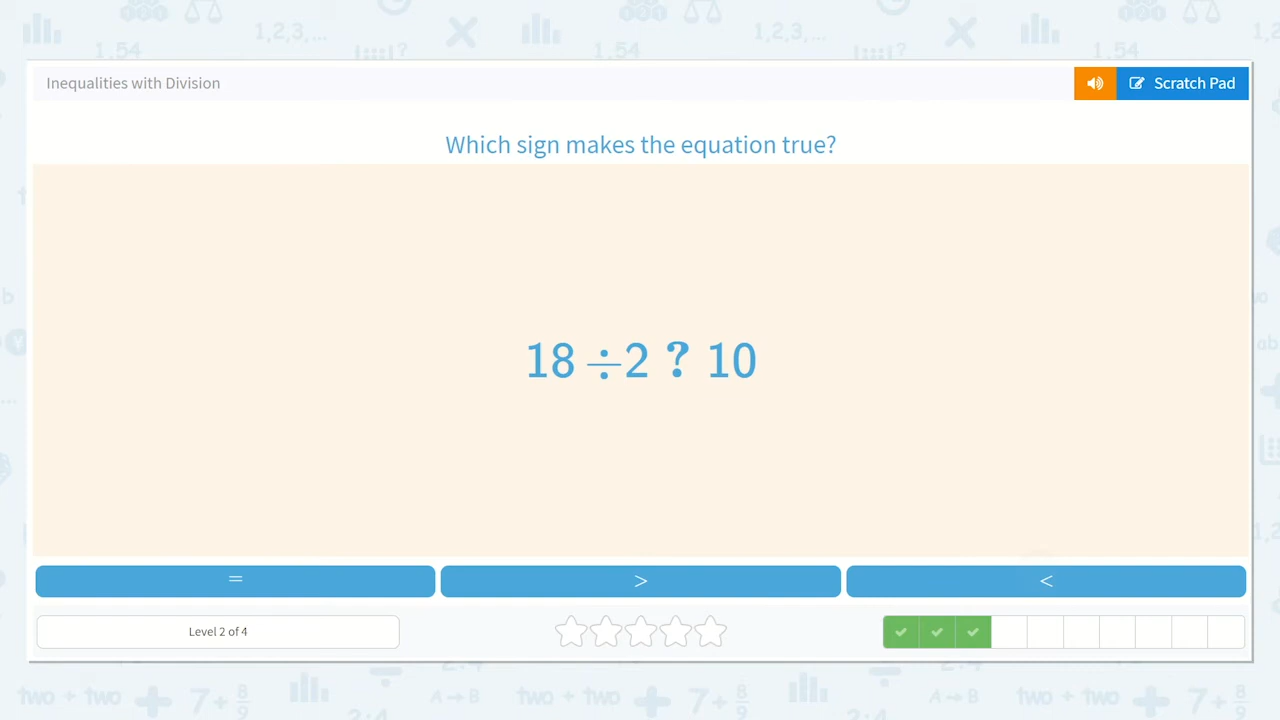 Inequalities with Division
Scratch Pad
Which sign makes the equation true?
18 ÷2 ? 10
=
>
<
Level 2 of 4